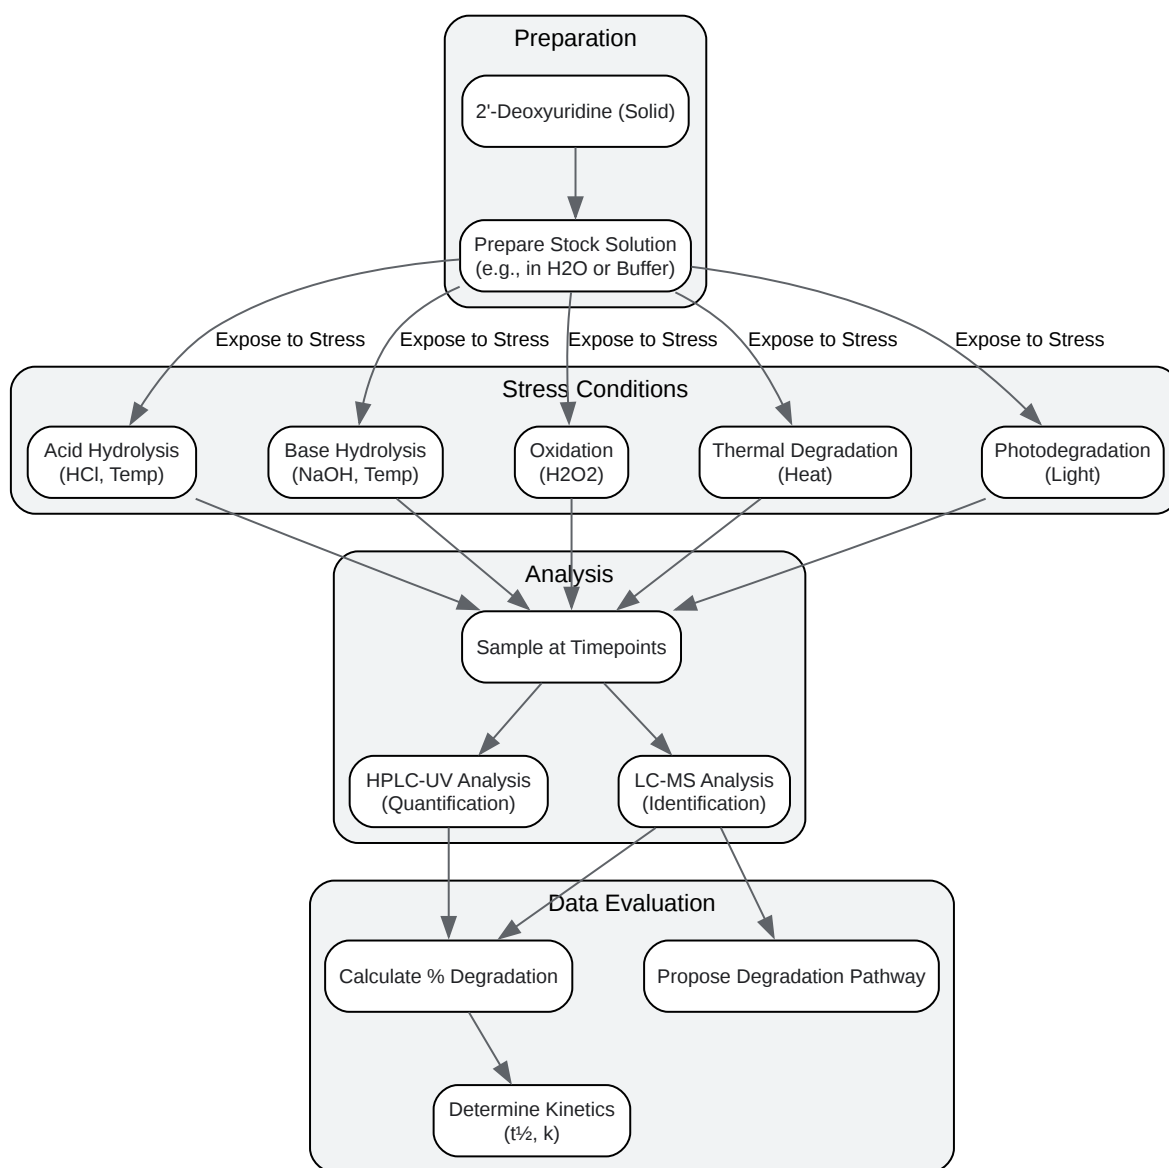 Preparation
2'-Deoxyuridine (Solid)
Prepare Stock Solution
(e.g., in H2O or Buffer)
Expose to Stress
Expose to Stress
Expose to Stress
Expose to Stress
Expose to Stress
Stress Conditions
Acid Hydrolysis
(HCl, Temp)
Base Hydrolysis
(NaOH, Temp)
Oxidation
(H2O2)
Thermal Degradation
(Heat)
Photodegradation
(Light)
Analysis
Sample at Timepoints
HPLC-UV Analysis
(Quantification)
LC-MS Analysis
(Identification)
Data Evaluation
Calculate % Degradation
Propose Degradation Pathway
Determine Kinetics
(t½, k)